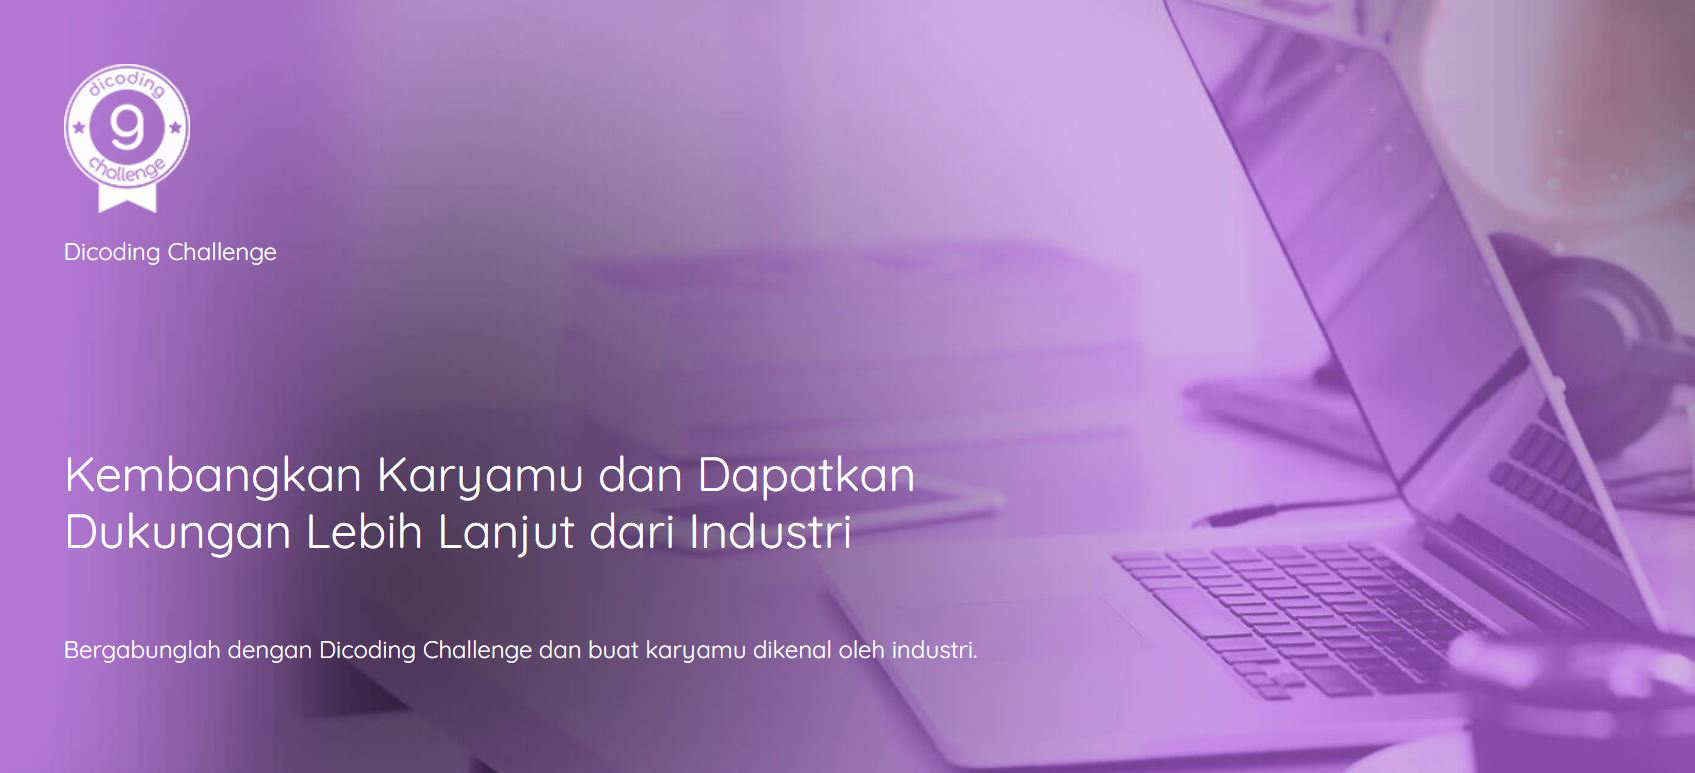 dicoding
9
challenge
Dicoding Challenge
Kembangkan Karyamu dan Dapatkan
Dukungan Lebih Lanjut dari Industri
Bergabunglah dengan Dicoding Challenge dan buat karyamu dikenal oleh industri.